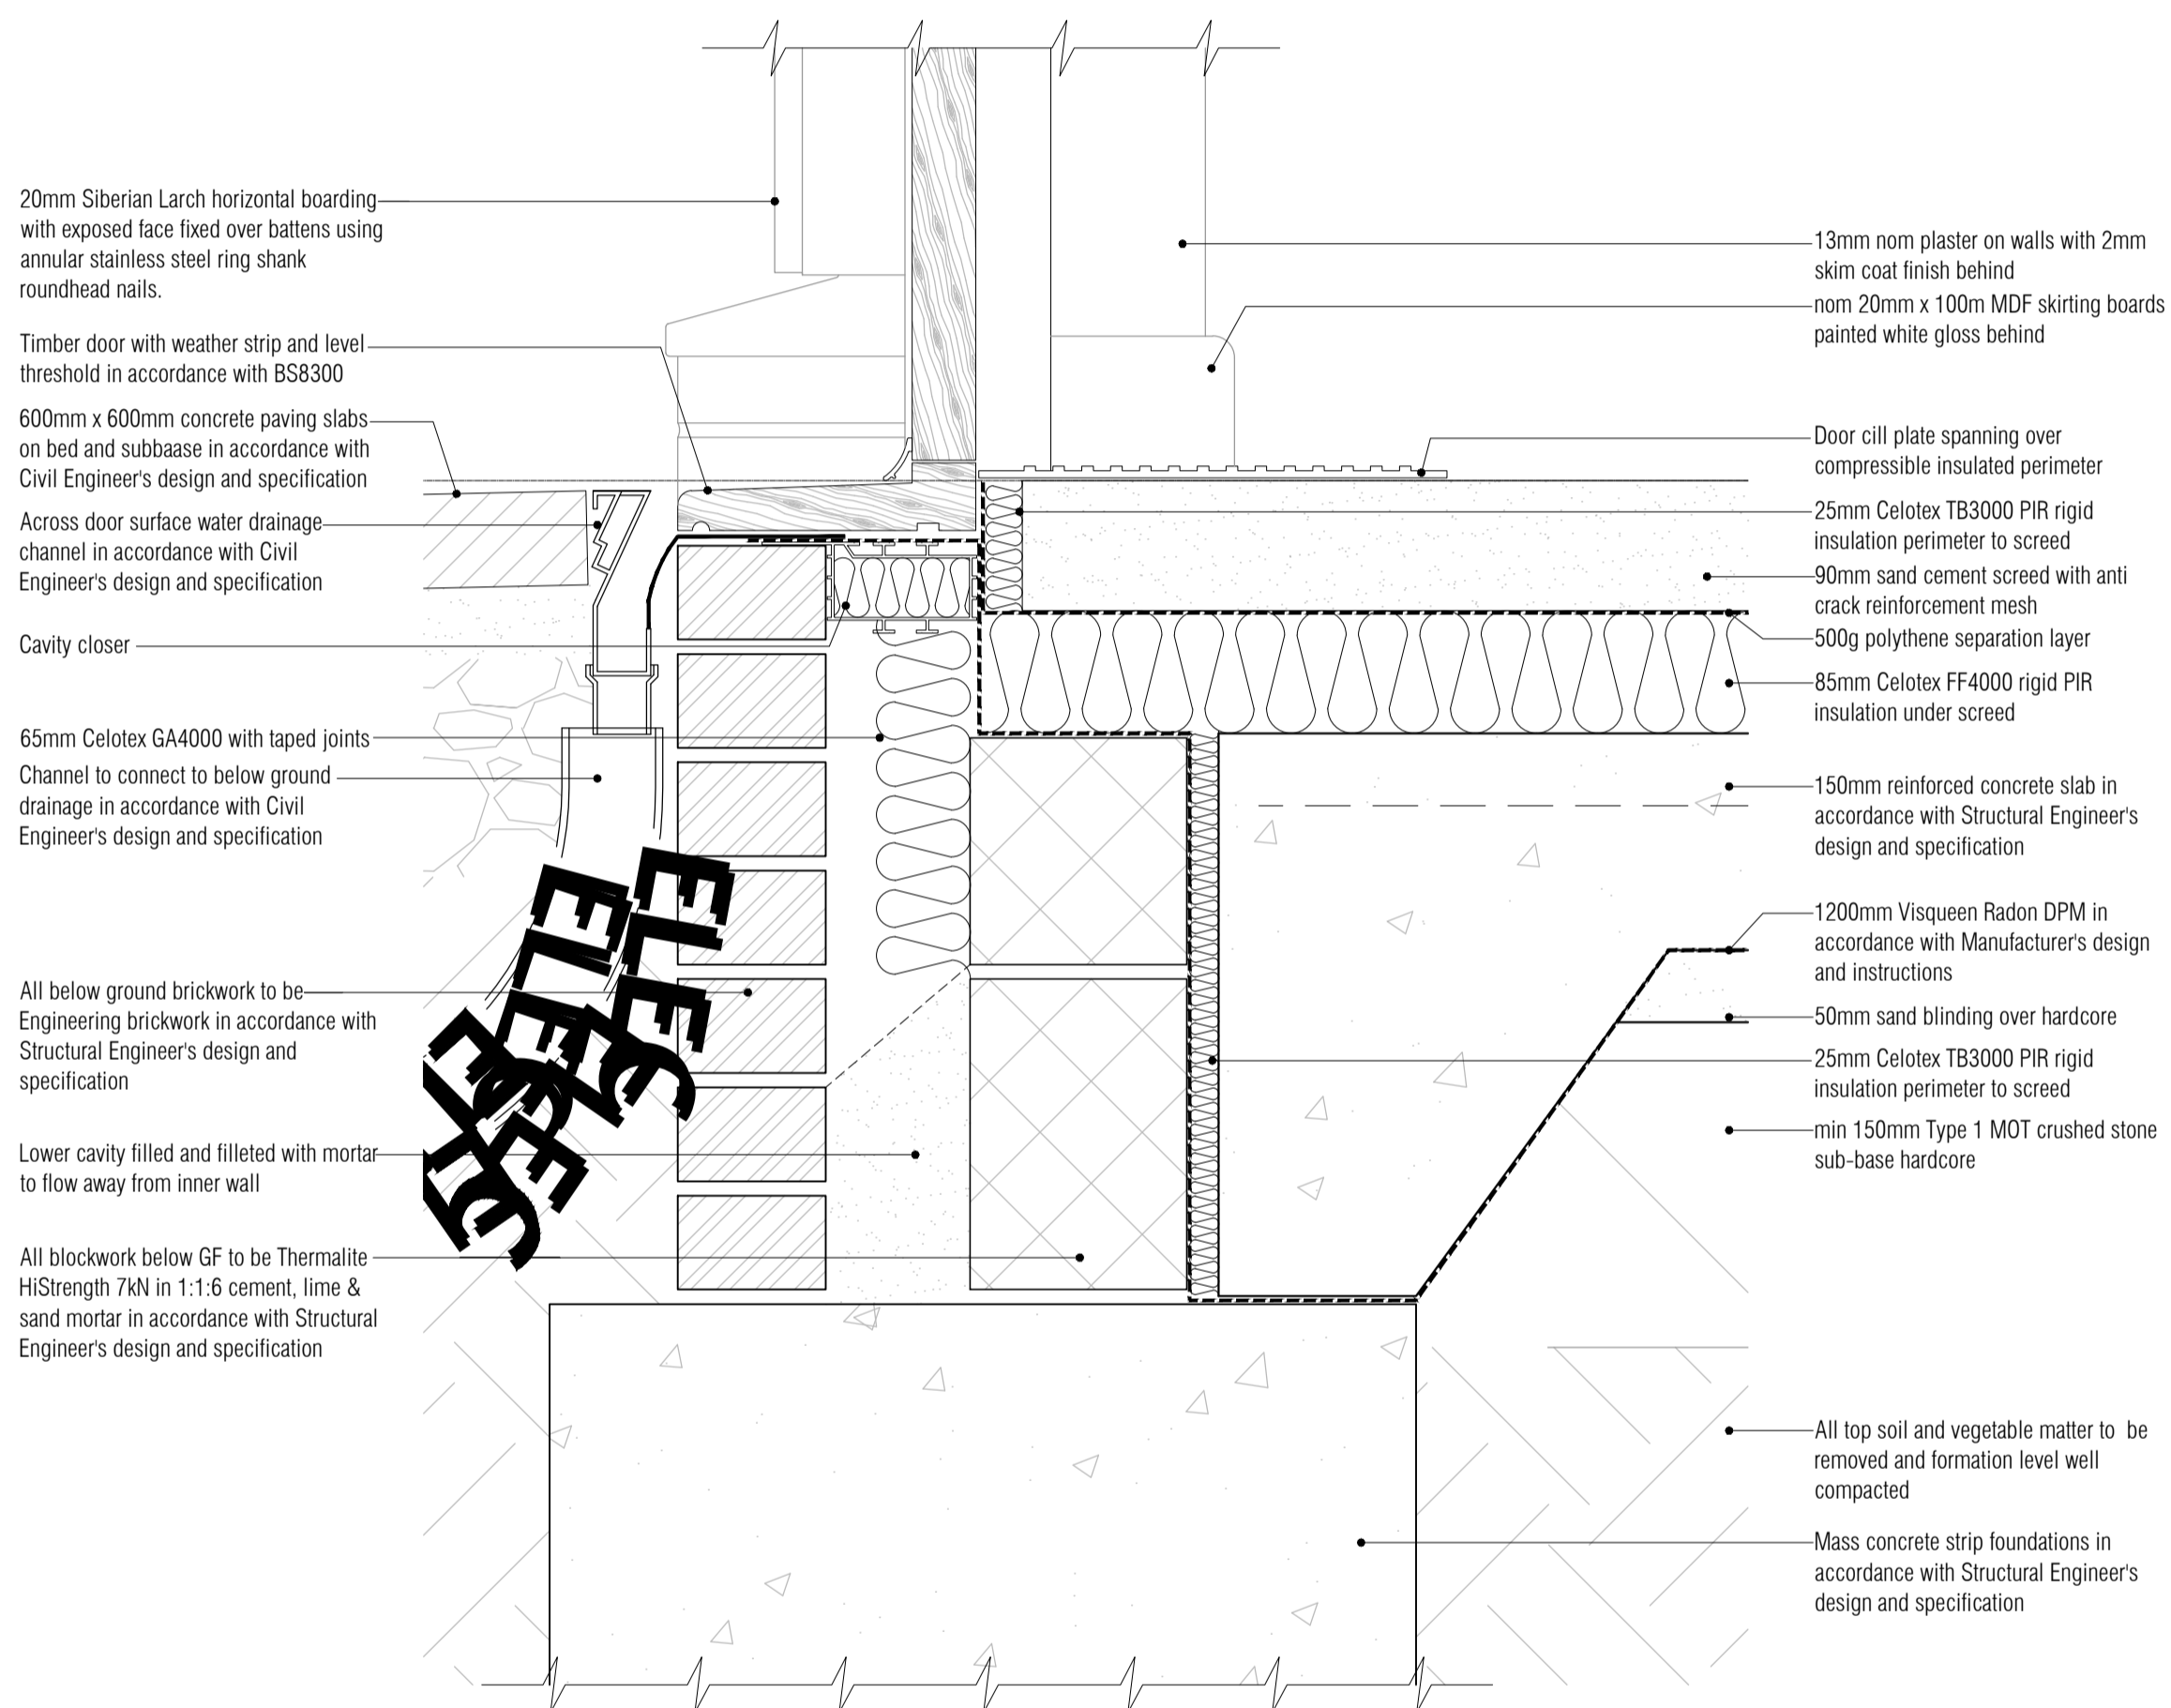 20mm Siberian Larch horizontal boarding
with exposed face fixed over battens using
annular stainless steel ring shank
roundhead nails.
Timber door with weather strip and level
threshold in accordance with BS8300
600mm x 600mm concrete paving slabs
on bed and subbaase in accordance with
Civil Engineer's design and specification
Across door surface water drainage
channel in accordance with Civil
Engineer's design and specification
Cavity closer
65mm Celotex GA4000 with taped joints
Channel to connect to below ground
drainage in accordance with Civil
Engineer's design and specification
All below ground brickwork to be
Engineering brickwork in accordance with
Structural Engineer's design and
specification
Lower cavity filled and filleted with mortar
to flow away from inner wall
All blockwork below GF to be Thermalite
HiStrength 7kN in 1:1:6 cement, lime &
sand mortar in accordance with Structural
Engineer's design and specification
13mm nom plaster on walls with 2mm
skim coat finish behind
nom 20mm x 100m MDF skirting boards
painted white gloss behind
Door cill plate spanning over
compressible insulated perimeter
25mm Celotex TB3000 PIR rigid
insulation perimeter to screed
90mm sand cement screed with anti
crack reinforcement mesh
500g polythene separation layer
85mm Celotex FF4000 rigid PIR
insulation under screed
150mm reinforced concrete slab in
accordance with Structural Engineer's
design and specification
1200mm Visqueen Radon DPM in
accordance with Manufacturer's design
and instructions
50mm sand blinding over hardcore
25mm Celotex TB3000 PIR rigid
insulation perimeter to screed
min 150mm Type 1 MOT crushed stone
sub-base hardcore
All top soil and vegetable matter to be
removed and formation level well
compacted
Mass concrete strip foundations in
accordance with Structural Engineer's
design and specification